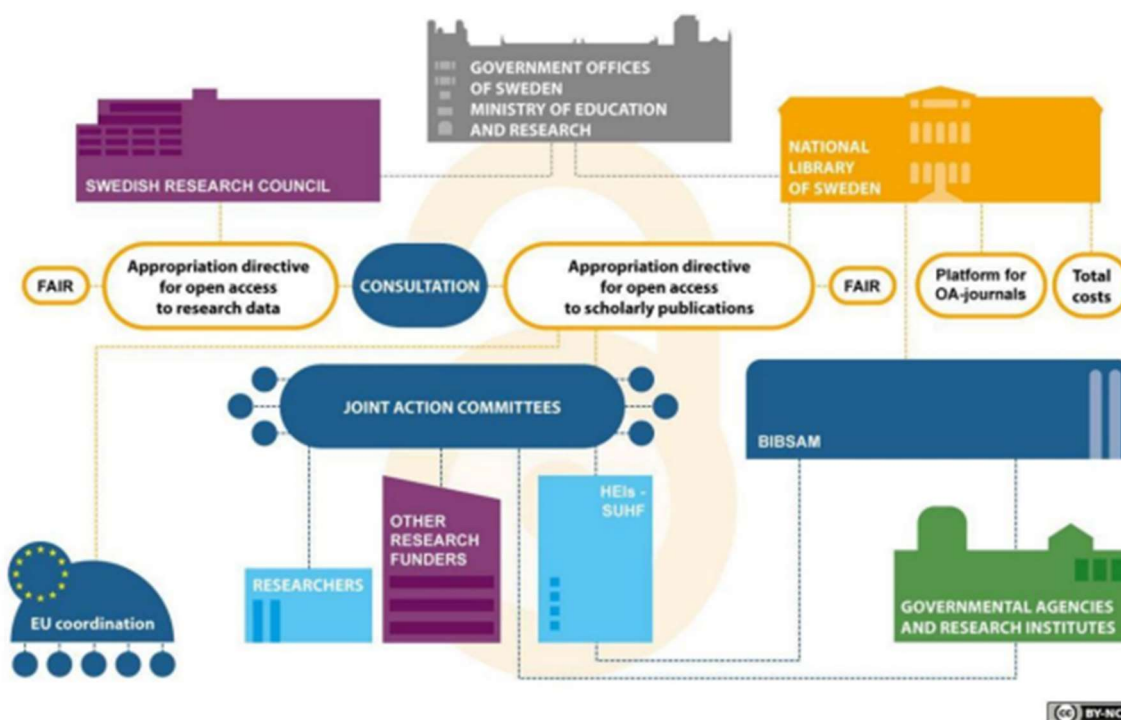 GOVERNMENT OFFICES
OF SWEDEN
MINISTRY OF EDUCATION
AND RESEARCH
SWEDISH RESEARCH COUNCIL
NATIONAL
LIBRARY
OF SWEDEN
FAIR
Appropriation directive
for open access
to research data
CONSULTATION
Appropriation directive
for open access
to scholarly publications
FAIR
Platform for
OA-journals
Total
costs
JOINT ACTION COMMITTEES
BIBSAM
EU coordination
RESEARCHERS
OTHER
RESEARCH
FUNDERS
HEIs -
SUHF
GOVERNMENTAL AGENCIES
AND RESEARCH INSTITUTES
cc BY-NC